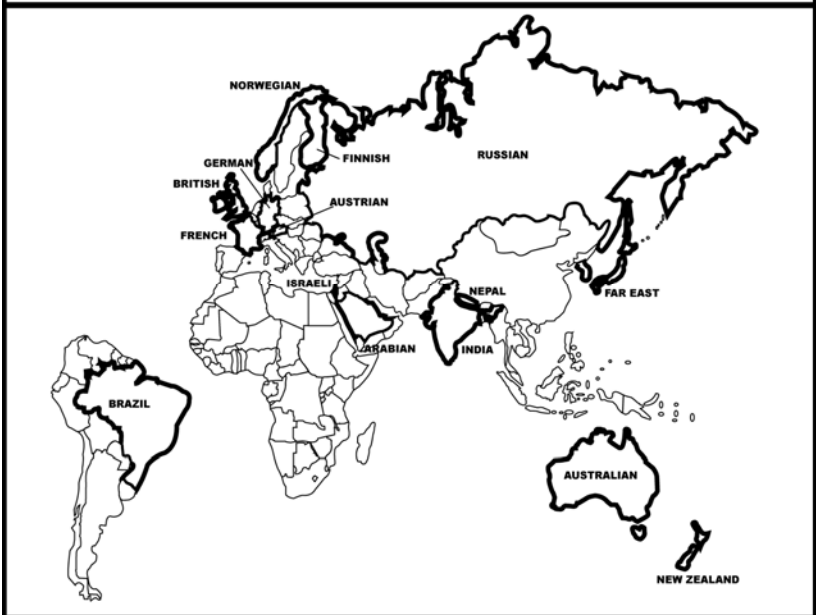 NORWEGIAN
RUSSIAN
FINNISH
GERMAN
BRITISH
AUSTRIAN
FRENCH
ISRAELI
NEPAL
FAR EAST
ARABIAN
INDIA
BRAZIL
AUSTRALIAN
NEW ZEALAND